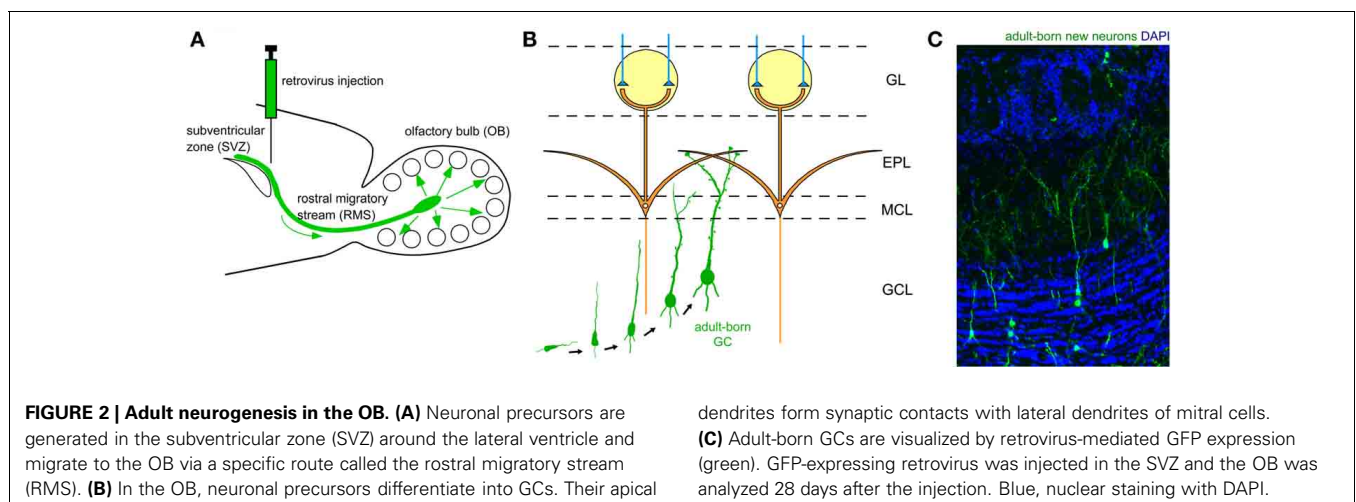 A
retrovirus injection
subventricular
zone (SVZ)
olfactory bulb (OB)
rostral migratory
stream (RMS)
B
GL
EPL
MCL
GCL
adult-born
GC
C
adult-born new neurons DAPI
FIGURE 2 | Adult neurogenesis in the OB. (A) Neuronal precursors are
generated in the subventricular zone (SVZ) around the lateral ventricle and
migrate to the OB via a specific route called the rostral migratory stream
(RMS). (B) In the OB, neuronal precursors differentiate into GCs. Their apical
dendrites form synaptic contacts with lateral dendrites of mitral cells.
(C) Adult-born GCs are visualized by retrovirus-mediated GFP expression
(green). GFP-expressing retrovirus was injected in the SVZ and the OB was
analyzed 28 days after the injection. Blue, nuclear staining with DAPI.